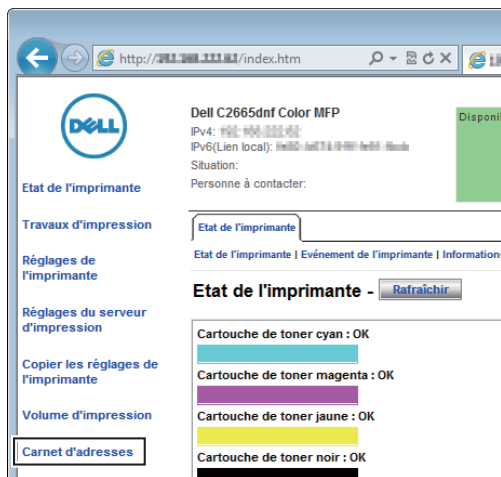 http:// /index.htm
DELL
Dell C2665dnf Color MFP
IPv4:
IPv6(Lien local):
Situation:
Personne à contacter:
Disponi
Etat de l'imprimante
Travaux d'impression
Réglages de
l'imprimante
Réglages du serveur
d'impression
Copier les réglages de
l'imprimante
Volume d'impression
Carnet d'adresses
Etat de l'imprimante
Etat de l'imprimante | Evénement de l'imprimante | Informations
Etat de l'imprimante - Rafraîchir
Cartouche de toner cyan : OK
Cartouche de toner magenta : OK
Cartouche de toner jaune : OK
Cartouche de toner noir : OK